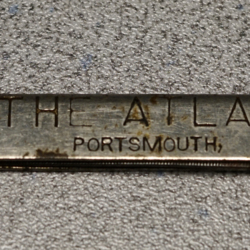 THE ATLA
PORTSMOUTH,